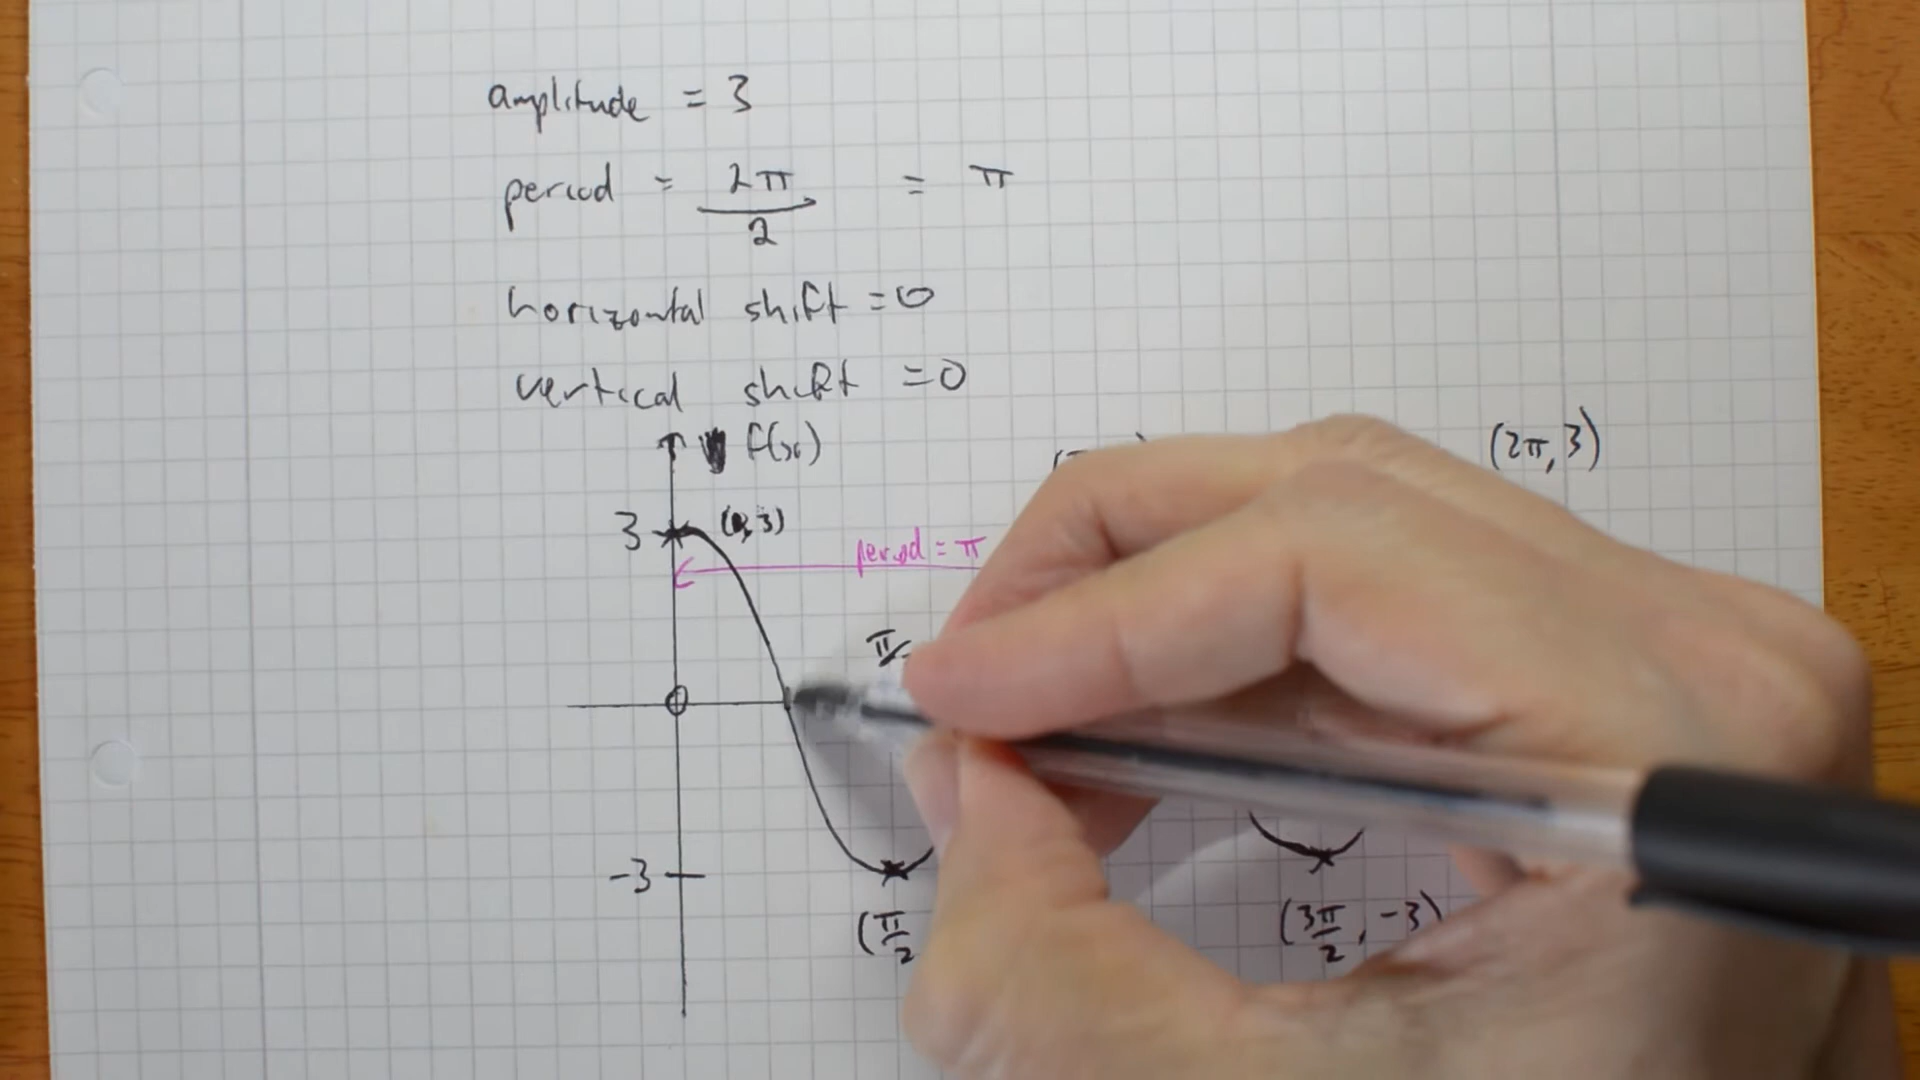 amplitude = 3
period = 2π/2 = π
horizontal shift = 0
vertical shift = 0
f(x)
(2π, 3)
3 (0, 3)
period = π
π
0
-3
(π/2
(3π/2, -3)